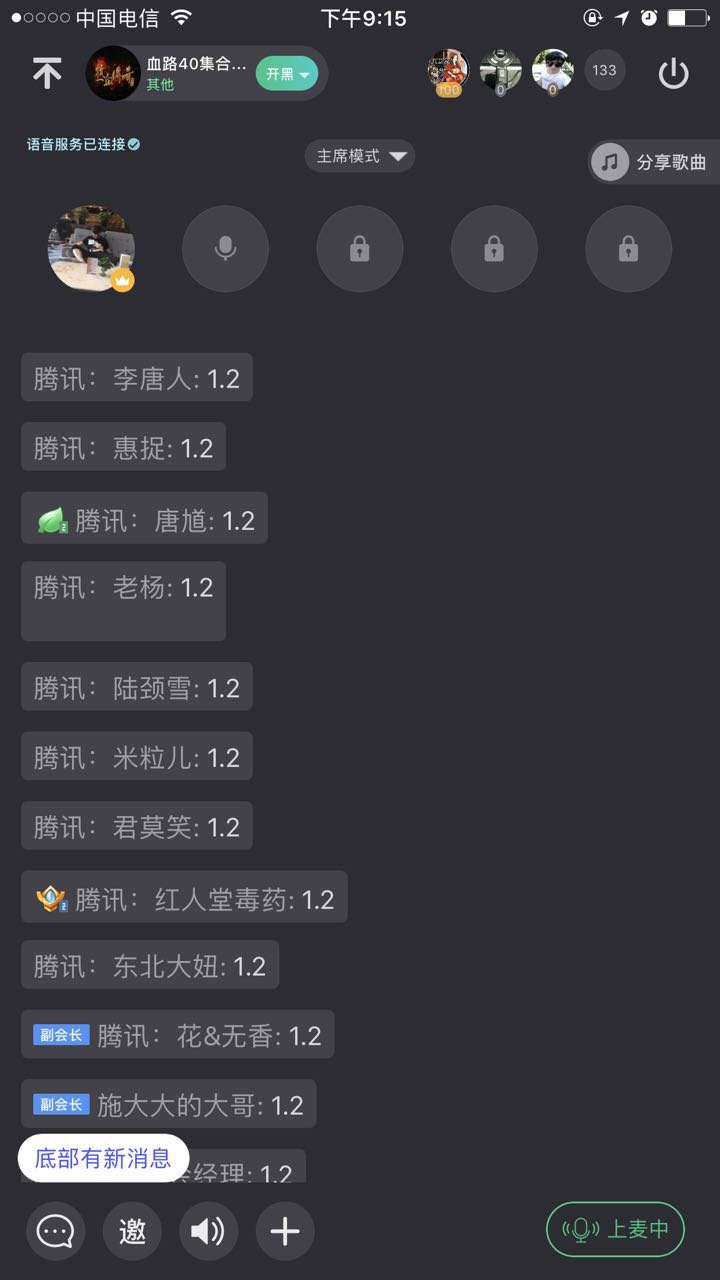 中国电信
下午9:15
血路40集合...
其他
开黑
100
0
0
133
语音服务已连接
主席模式
分享歌曲
腾讯：李唐人: 1.2
腾讯：惠捉: 1.2
2 腾讯：唐馗: 1.2
腾讯：老杨: 1.2
腾讯：陆颈雪: 1.2
腾讯：米粒儿: 1.2
腾讯：君莫笑: 1.2
2 腾讯：红人堂毒药: 1.2
腾讯：东北大妞: 1.2
副会长 腾讯：花&无香: 1.2
副会长 施大大的大哥: 1.2
经理: 1.2
底部有新消息
邀
上麦中